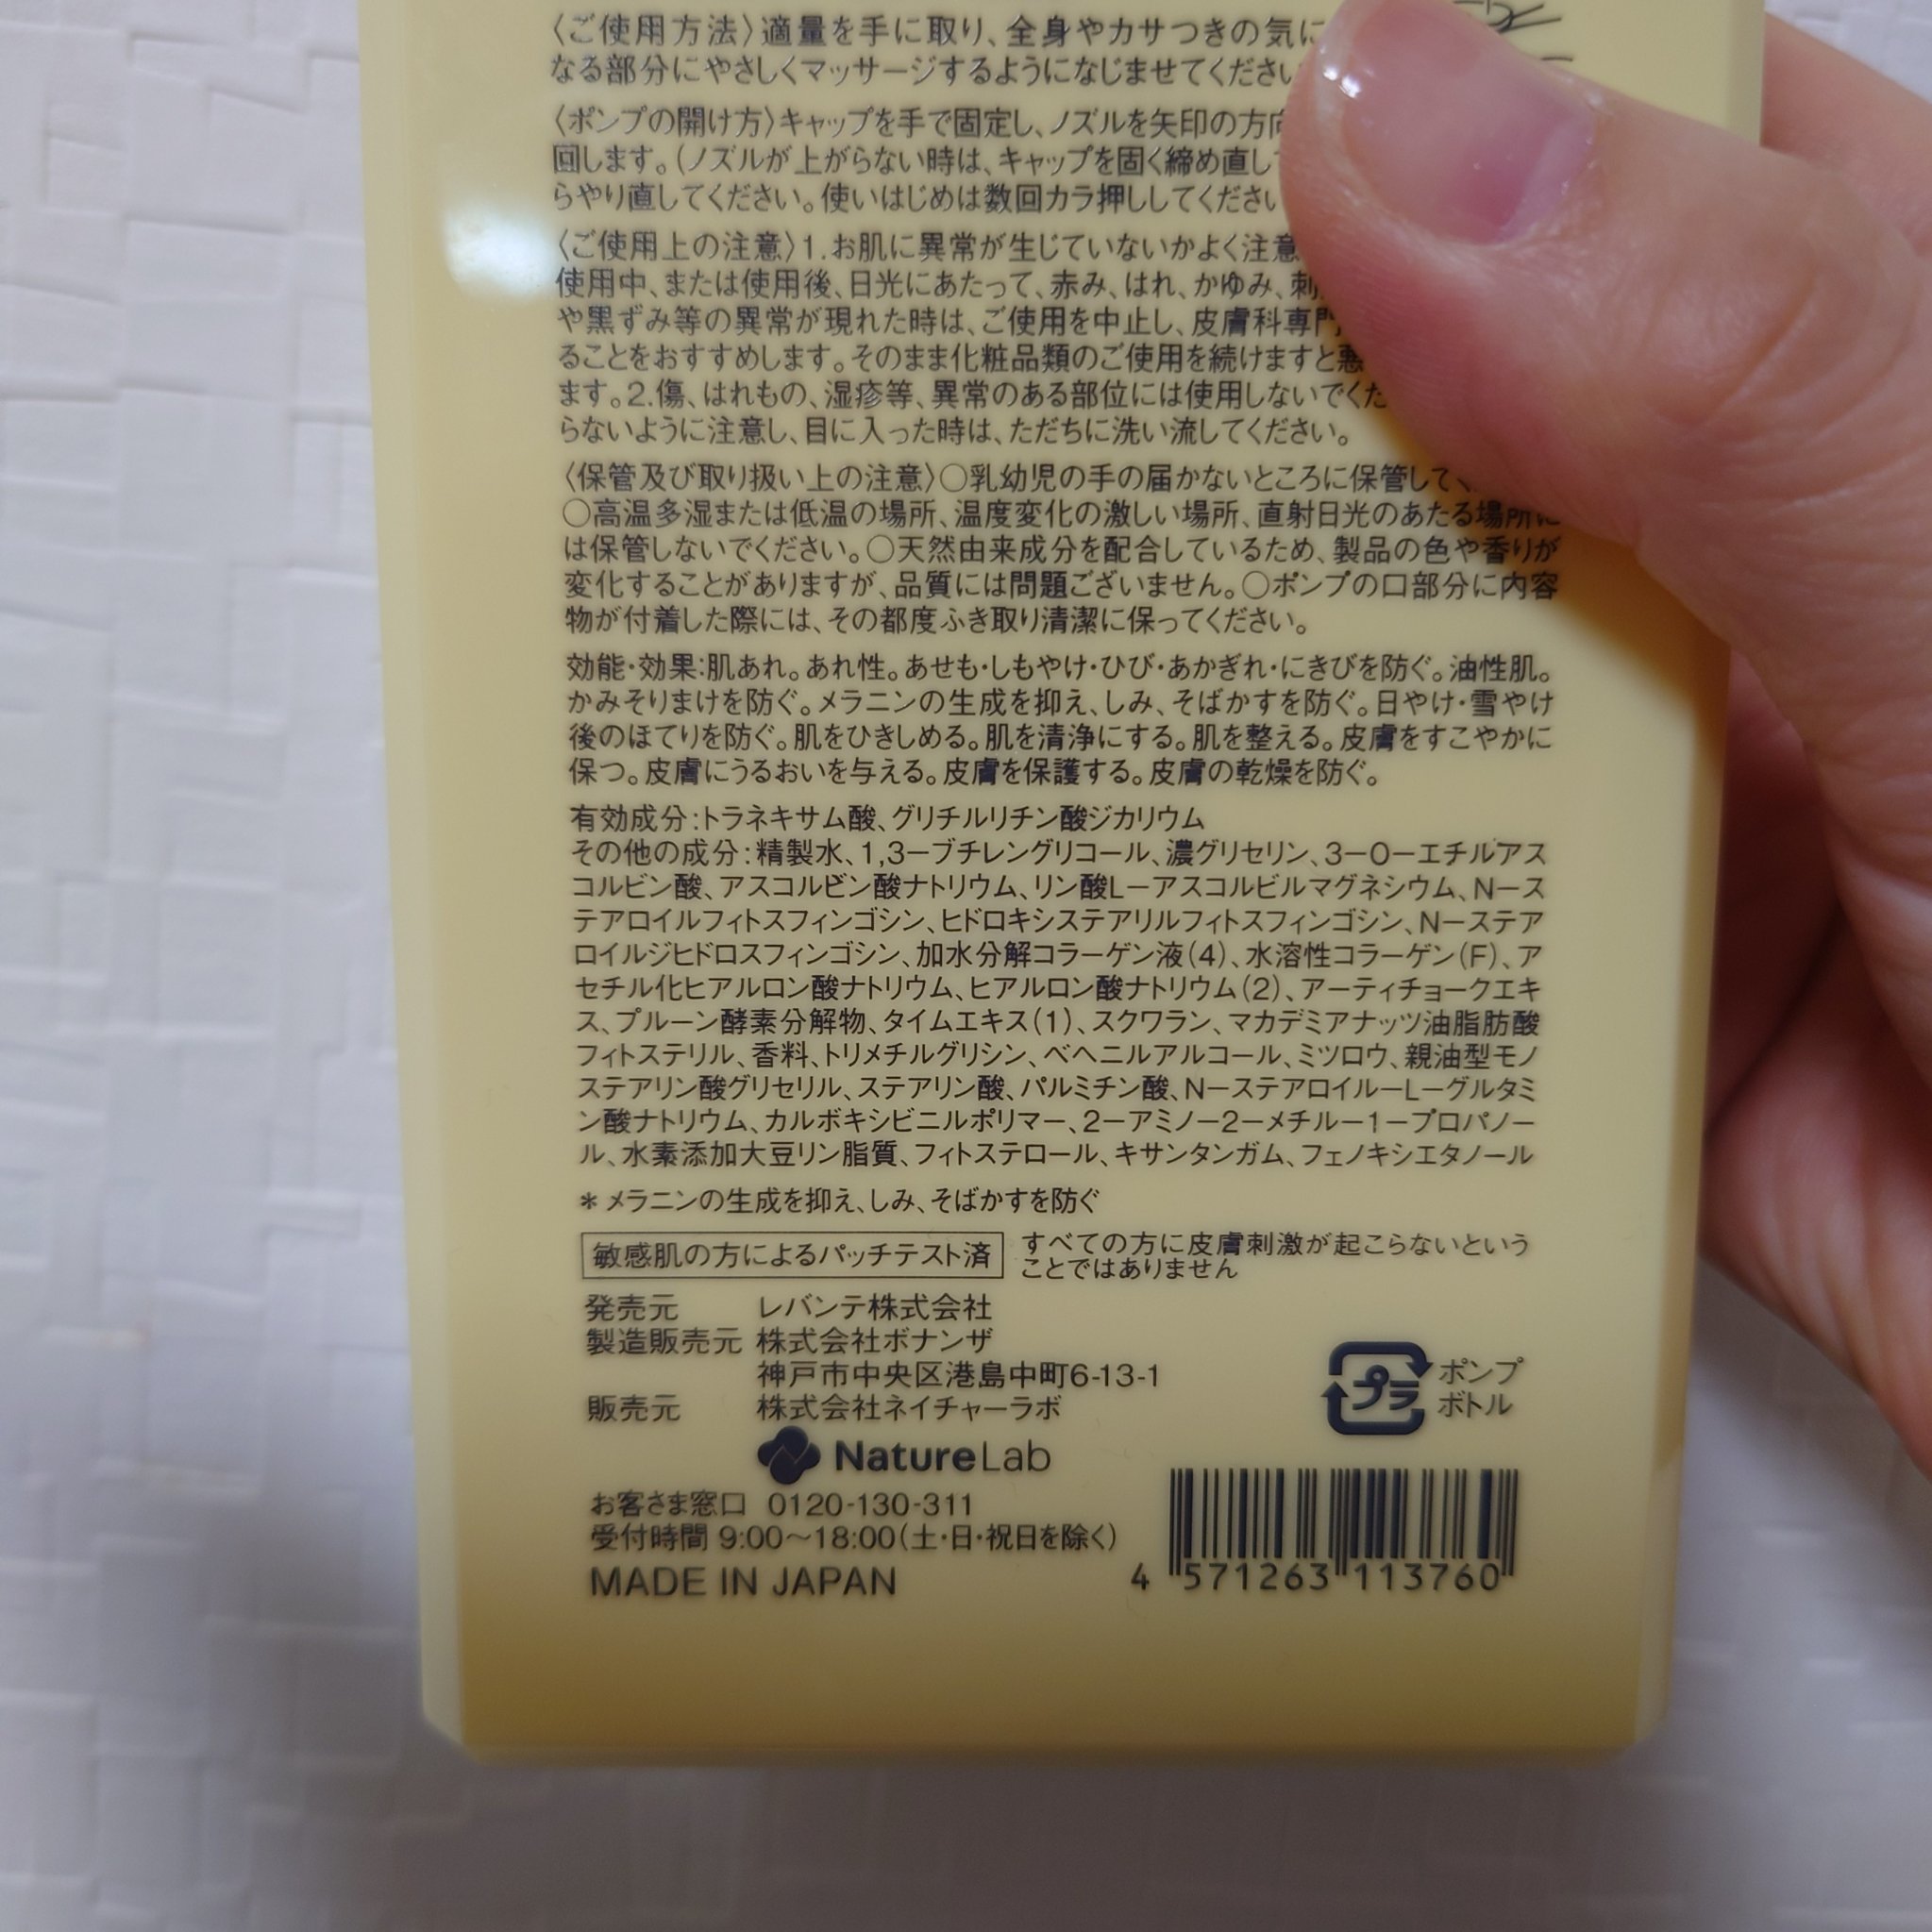 〈ご使用方法〉適量を手に取り、全身やカサつきの気に
なる部分にやさしくマッサージするようになじませてください
〈ポンプの開け方〉キャップを手で固定し、ノズルを矢印の方向
回します。(ノズルが上がらない時は、キャップを固く締め直して
らやり直してください。使いはじめは数回カラ押ししてください
〈ご使用上の注意〉1.お肌に異常が生じていないかよく注意
使用中、または使用後、日光にあたって、赤み、はれ、かゆみ、刺
や黒ずみ等の異常が現れた時は、ご使用を中止し、皮膚科専門
ることをおすすめします。そのまま化粧品類のご使用を続けますと悪
ます。2.傷、はれもの、湿疹等、異常のある部位には使用しないでくだ
らないように注意し、目に入った時は、ただちに洗い流してください。
〈保管及び取り扱い上の注意〉○乳幼児の手の届かないところに保管して
○高温多湿または低温の場所、温度変化の激しい場所、直射日光のあたる場所に
は保管しないでください。○天然由来成分を配合しているため、製品の色や香りが
変化することがありますが、品質には問題ございません。○ポンプの口部分に内容
物が付着した際には、その都度ふき取り清潔に保ってください。
効能・効果:肌あれ。あれ性。あせも・しもやけ・ひび・あかぎれ・にきびを防ぐ。油性肌。
かみそりまけを防ぐ。メラニンの生成を抑え、しみ、そばかすを防ぐ。日やけ・雪やけ
後のほてりを防ぐ。肌をひきしめる。肌を清浄にする。肌を整える。皮膚をすこやかに
保つ。皮膚にうるおいを与える。皮膚を保護する。皮膚の乾燥を防ぐ。
有効成分:トラネキサム酸、グリチルリチン酸ジカリウム
その他の成分:精製水、1,3ーブチレングリコール、濃グリセリン、3ーOーエチルアス
コルビン酸、アスコルビン酸ナトリウム、リン酸Lーアスコルビルマグネシウム、Nース
テアロイルフィトスフィンゴシン、ヒドロキシステアリルフィトスフィンゴシン、Nーステア
ロイルジヒドロスフィンゴシン、加水分解コラーゲン液(4)、水溶性コラーゲン(F)、ア
セチル化ヒアルロン酸ナトリウム、ヒアルロン酸ナトリウム(2)、アーティチョークエキ
ス、プルーン酵素分解物、タイムエキス(1)、スクワラン、マカデミアナッツ油脂肪酸
フィトステリル、香料、トリメチルグリシン、ベヘニルアルコール、ミツロウ、親油型モノ
ステアリン酸グリセリル、ステアリン酸、パルミチン酸、NーステアロイルーLーグルタミ
ン酸ナトリウム、カルボキシビニルポリマー、2ーアミノー2ーメチルー1ープロパノー
ル、水素添加大豆リン脂質、フィトステロール、キサンタンガム、フェノキシエタノール
＊メラニンの生成を抑え、しみ、そばかすを防ぐ
敏感肌の方によるパッチテスト済 すべての方に皮膚刺激が起こらないという
ことではありません
発売元 レバンテ株式会社
製造販売元 株式会社ボナンザ
神戸市中央区港島中町6-13-1
販売元 株式会社ネイチャーラボ
プラ ポンプ
ボトル
NatureLab
お客さま窓口 0120-130-311
受付時間 9:00～18:00(土・日・祝日を除く)
MADE IN JAPAN
4 571263 113760